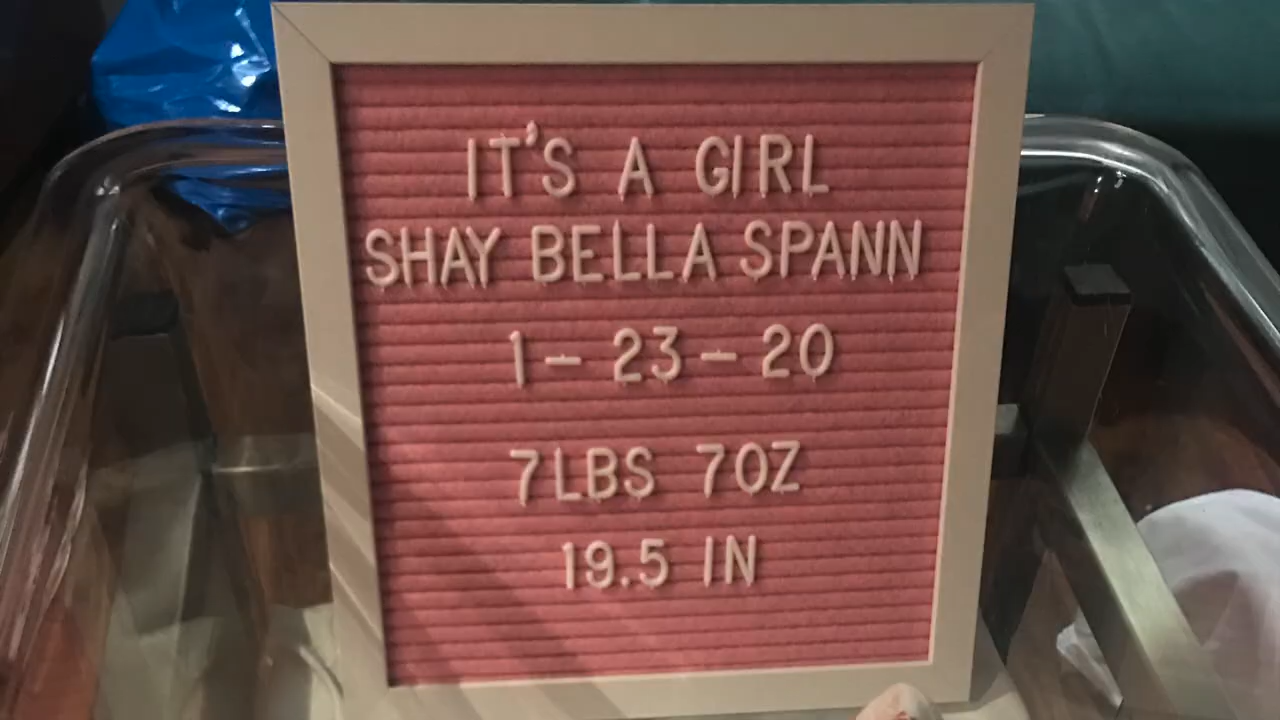 IT'S A GIRL
SHAY BELLA SPANN
1-23-20
7LBS 7OZ
19.5 IN